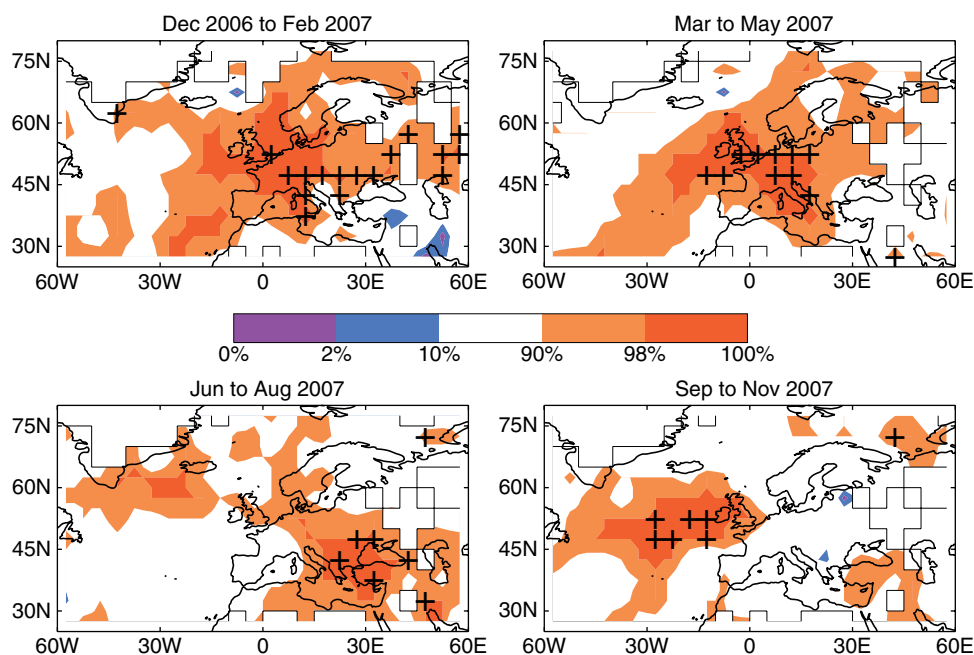 Dec 2006 to Feb 2007 Mar to May 2007
75N 75N
60N 60N
45N 45N
30N 30N
60W 30W 0 30E 60E 60W 30W 0 30E 60E
0% 2% 10% 90% 98% 100%
Jun to Aug 2007 Sep to Nov 2007
75N 75N
60N 60N
45N 45N
30N 30N
60W 30W 0 30E 60E 60W 30W 0 30E 60E